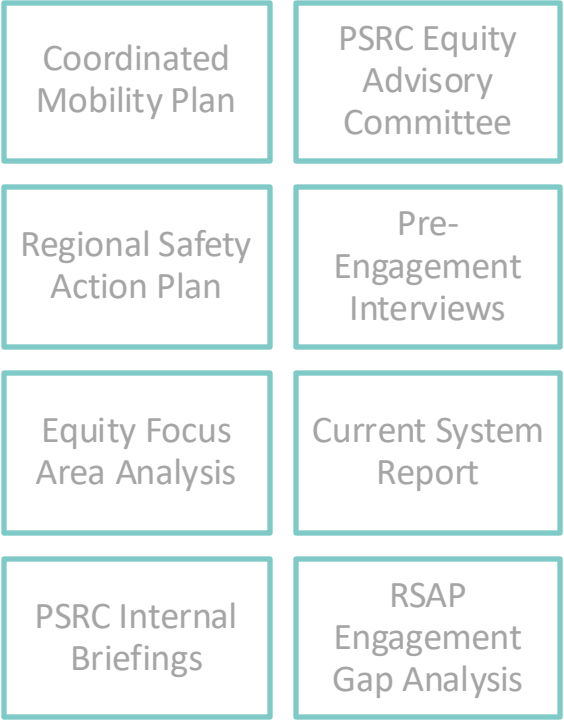 Coordinated
Mobility Plan
PSRC Equity
Advisory
Committee
Regional Safety
Action Plan
Pre-
Engagement
Interviews
Equity Focus
Area Analysis
Current System
Report
PSRC Internal
Briefings
RSAP
Engagement
Gap Analysis